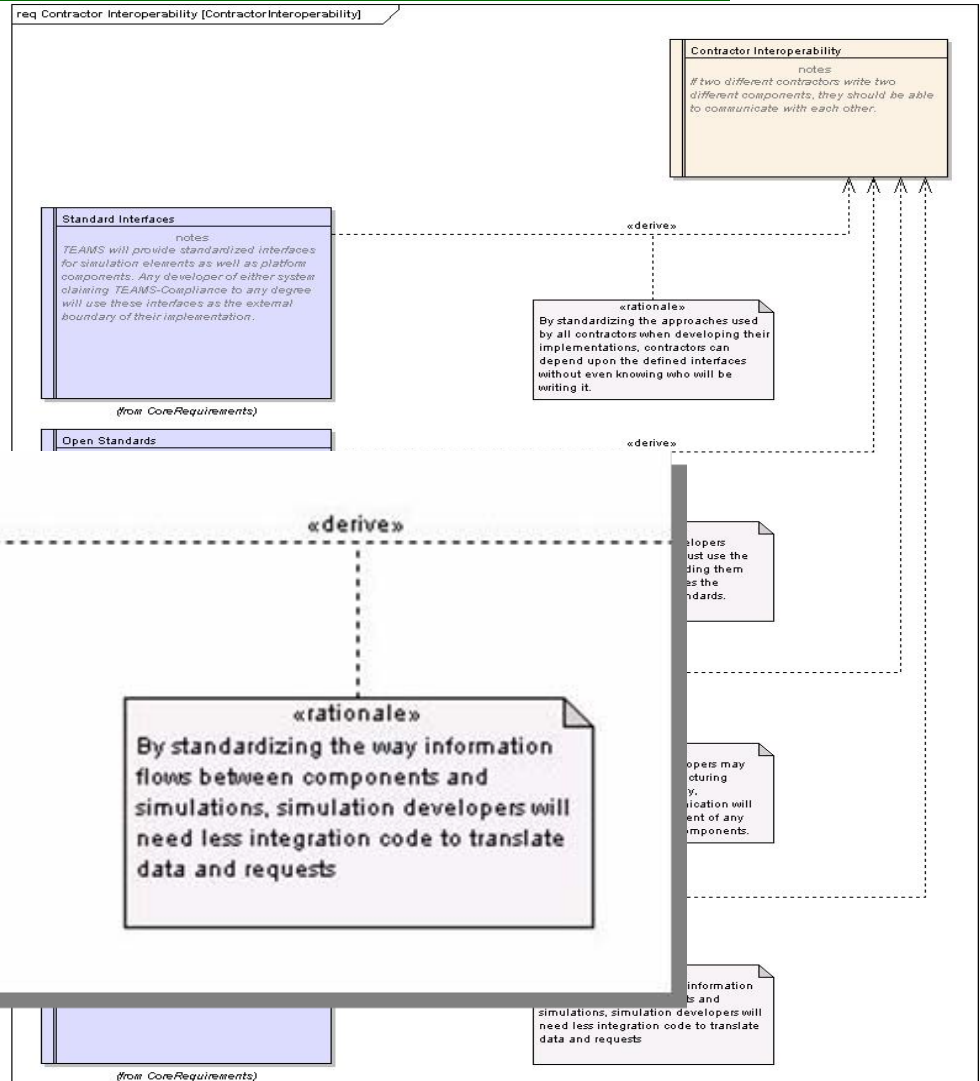 req Contractor Interoperability [ContractorInteroperability]
Contractor Interoperability
notes
If two different contractors write two
different components, they should be able
to communicate with each other.
Standard Interfaces
notes
TEAMS will provide standardized interfaces
for simulation elements as well as platform
components. Any developer of either system
claiming TEAMS-Compliance to any degree
will use these interfaces as the external
boundary of their implementation.
(from CoreRequirements)
«derive»
«rationale»
By standardizing the approaches used
by all contractors when developing their
implementations, contractors can
depend upon the defined interfaces
without even knowing who will be
writing it.
Open Standards
«derive»
elopers
ust use the
ding them
es the
ndards.
«derive»
«rationale»
By standardizing the way information
flows between components and
simulations, simulation developers will
need less integration code to translate
data and requests
opers may
cturing
y,
nication will
ent of any
mponents.
information
ts and
simulations, simulation developers will
need less integration code to translate
data and requests
(from CoreRequirements)